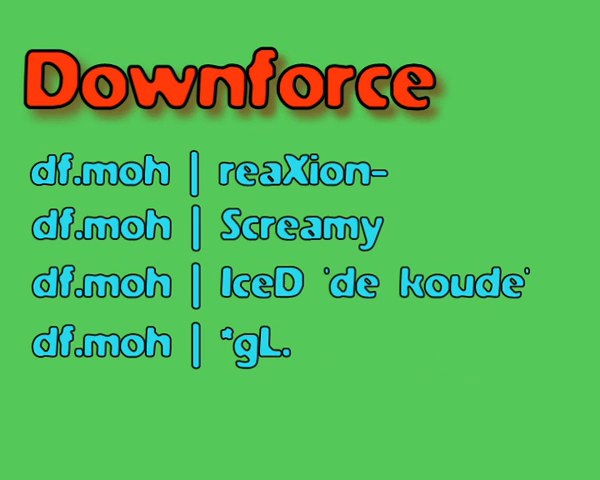 Downforce
df.moh | reaXion-
df.moh | Screamy
df.moh | IceD 'de koude'
df.moh | *gL.